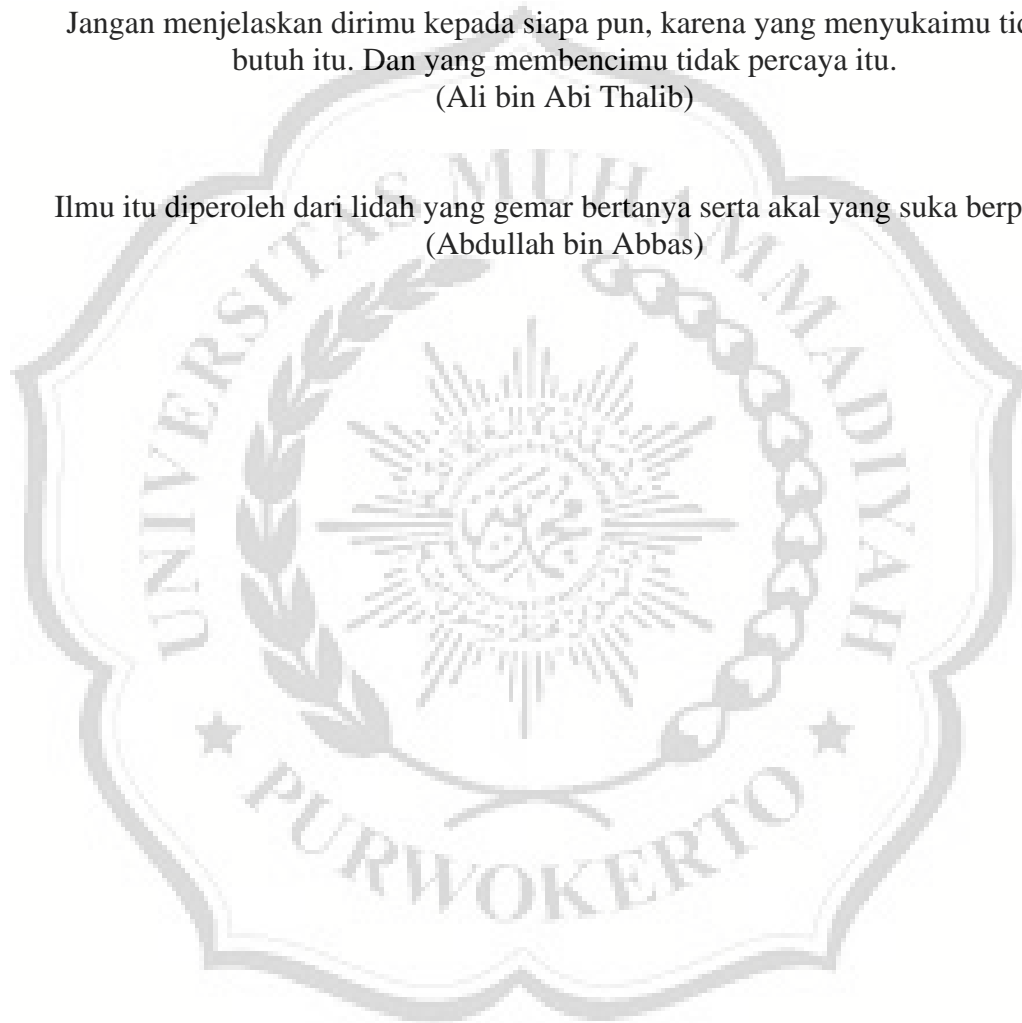 Jangan menjelaskan dirimu kepada siapa pun, karena yang menyukaimu
butuh itu. Dan yang membencimu tidak percaya itu.
(Ali bin Abi Thalib)
Ilmu itu diperoleh dari lidah yang gemar bertanya serta akal yang suka
(Abdullah bin Abbas)
UNIVERSITAS MUHAMMADIYAH
PURWOKERTO